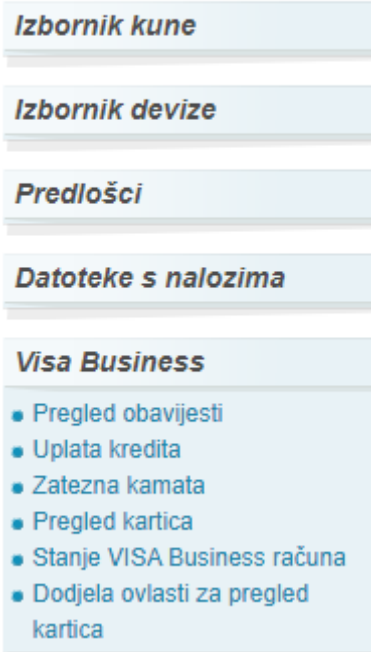 Izbornik kune
Izbornik devize
Predlošci
Datoteke s nalozima
Visa Business
Pregled obavijesti
Uplata kredita
Zatezna kamata
Pregled kartica
Stanje VISA Business računa
Dodjela ovlasti za pregled
kartica